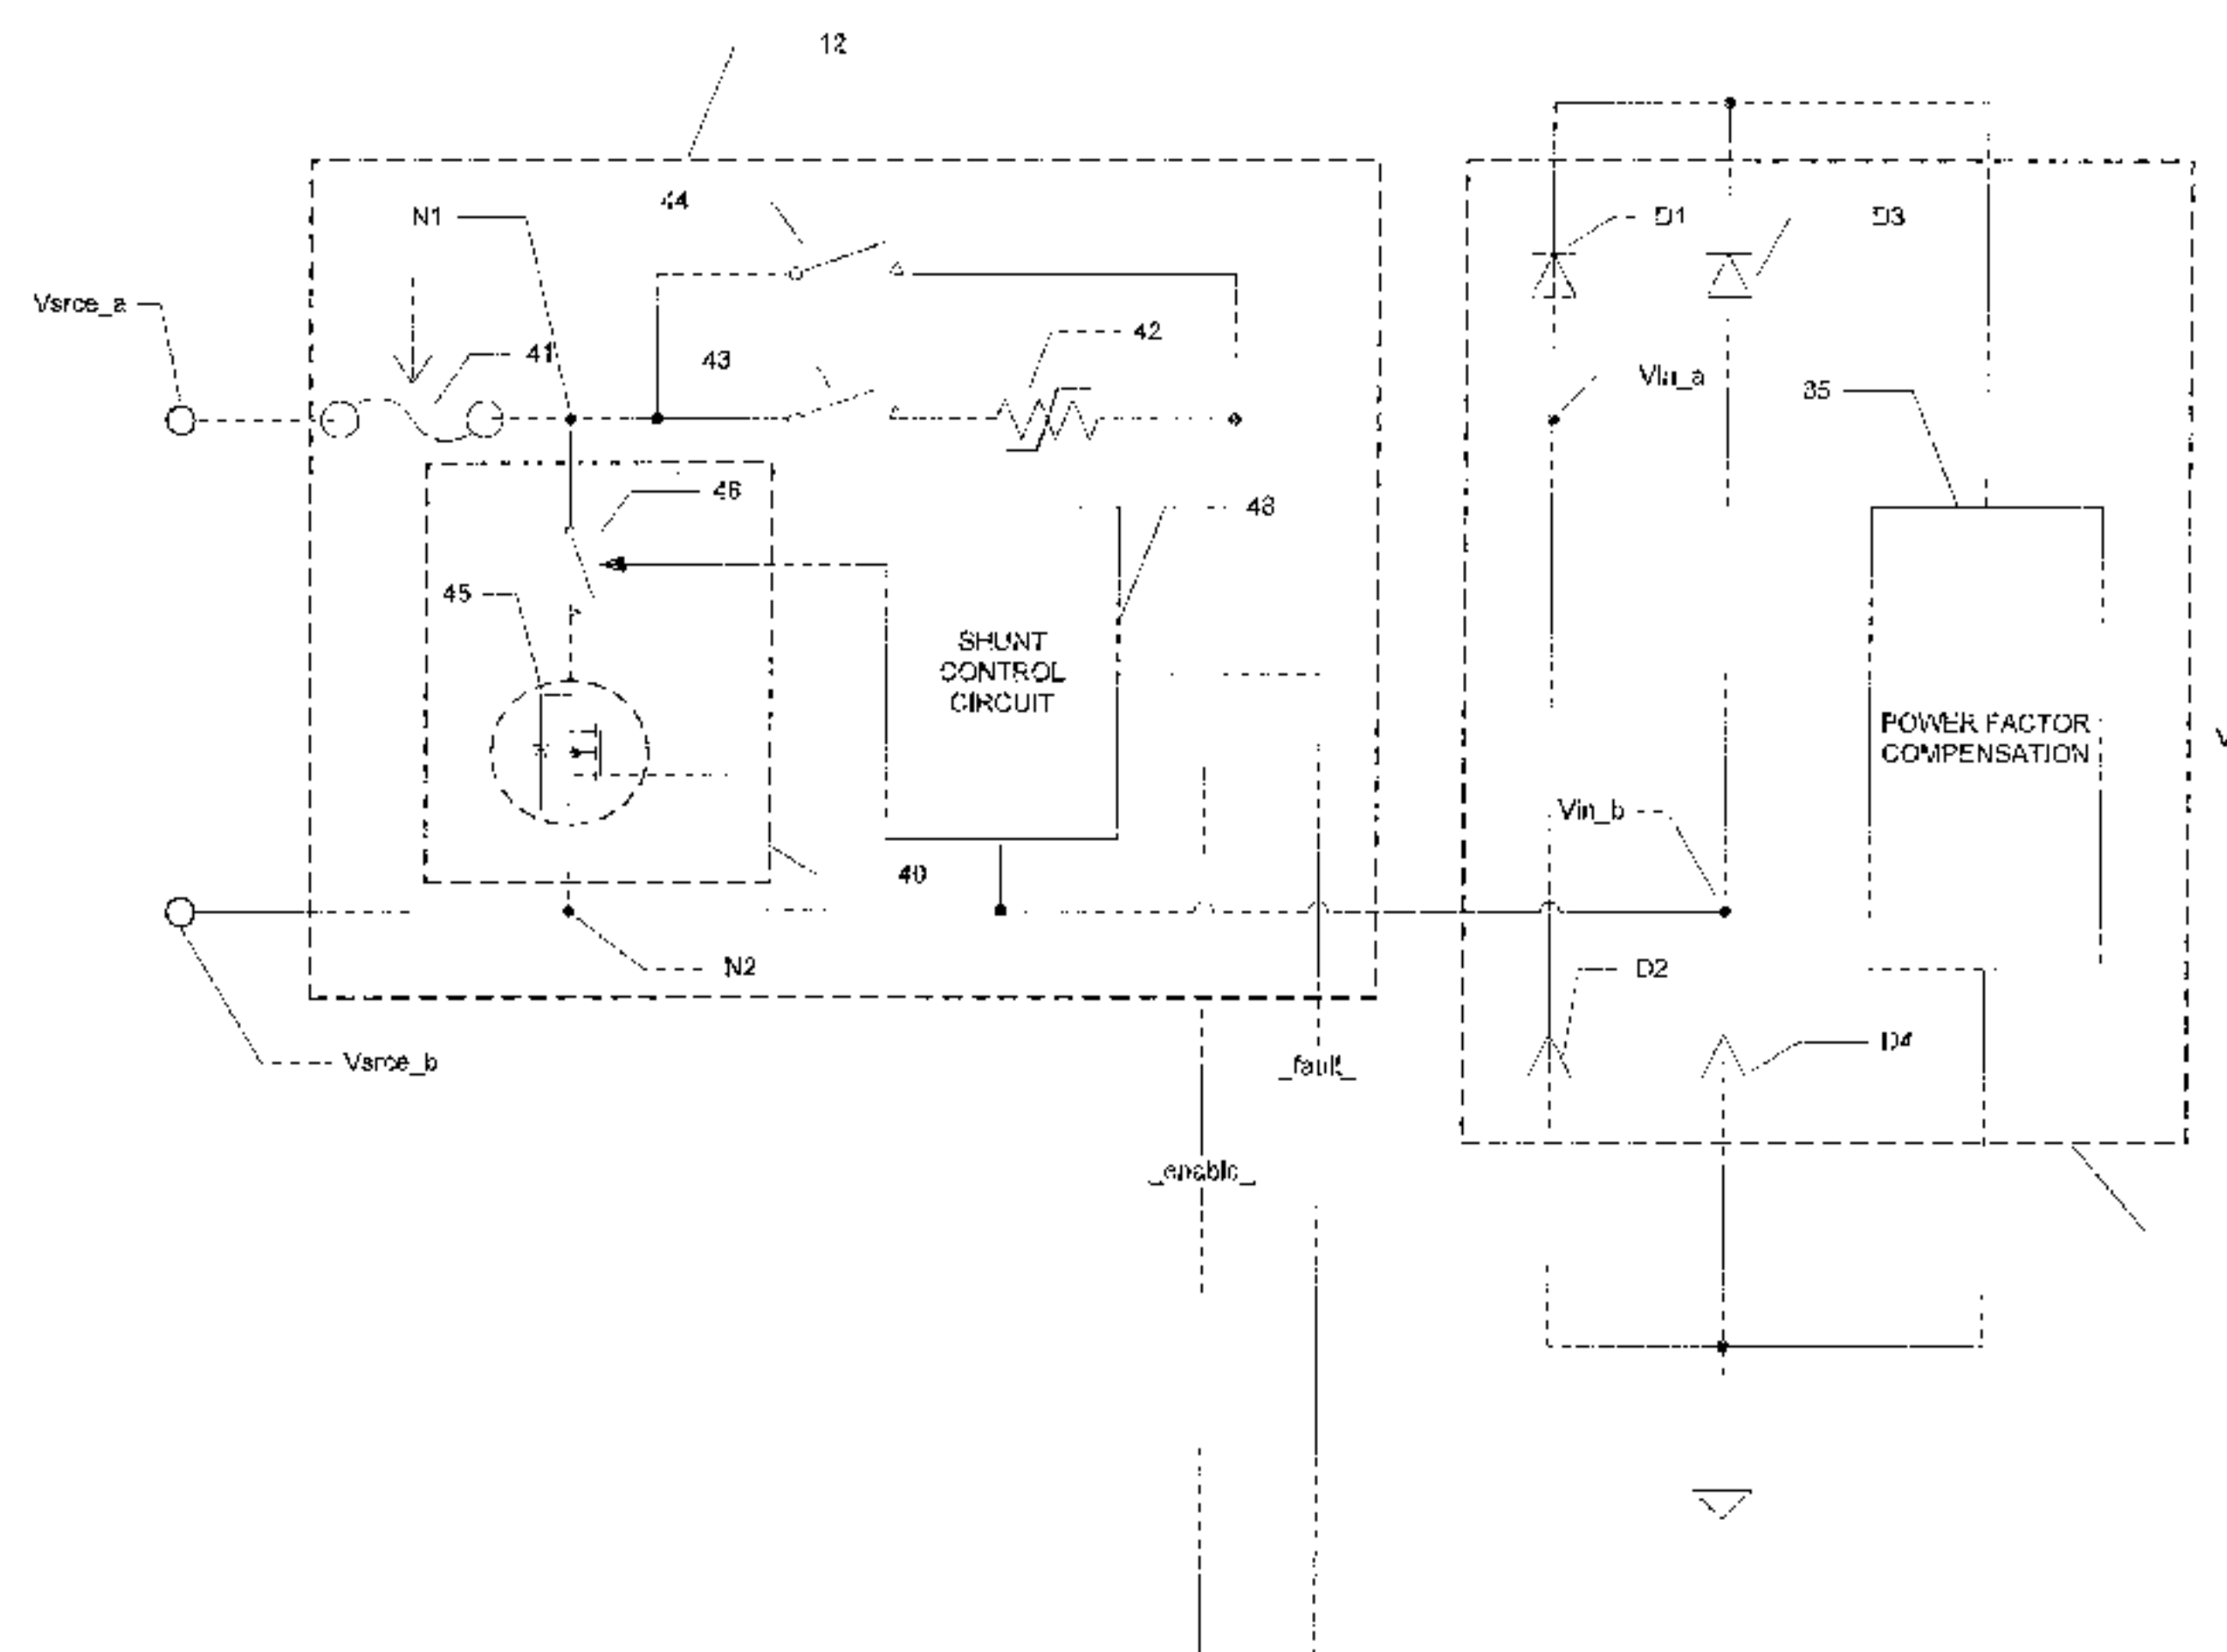 12
44
N1
D1
D3
Vsrce_a
42
41
43
Vin_a
35
46
48
45
SHUNT
CONTROL
CIRCUIT
POWER FACTOR
COMPENSATION
V
Vin_b
40
N2
D2
D4
Vsrce_b
_fault_
_enable_